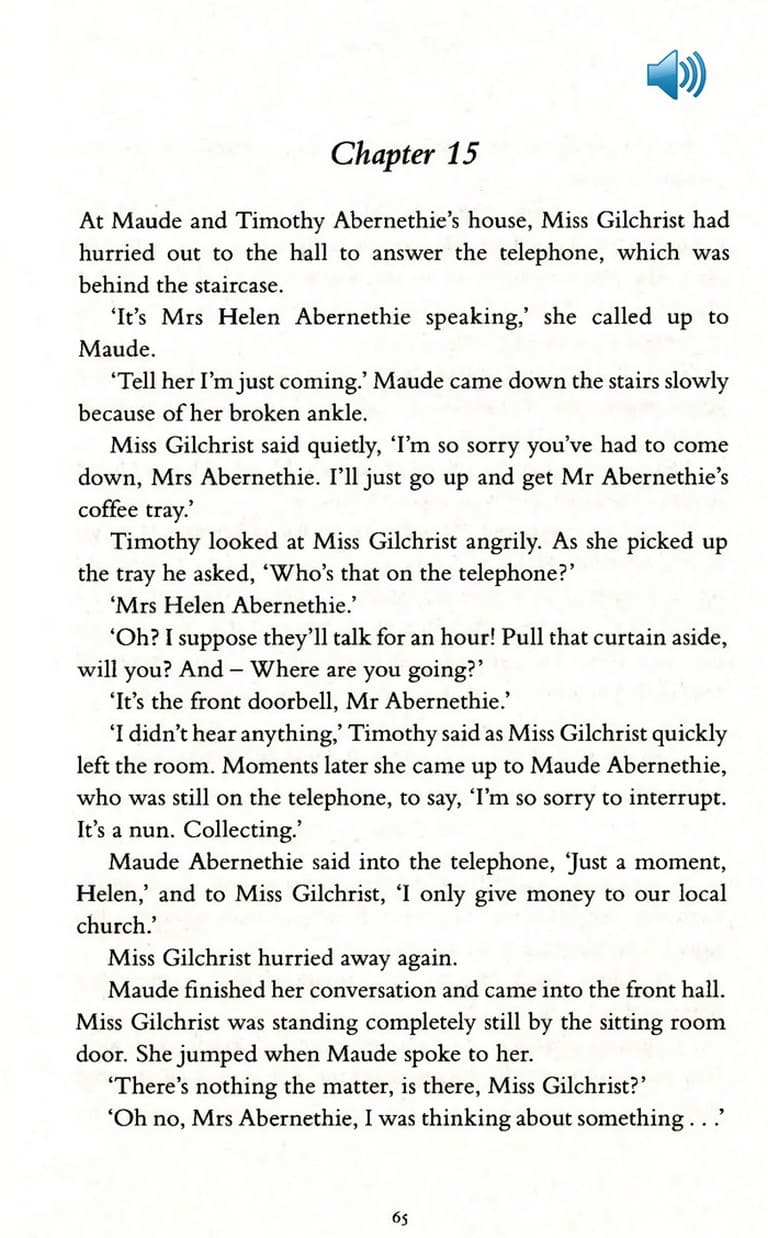 Chapter 15
At Maude and Timothy Abernethie’s house, Miss Gilchrist had
hurried out to the hall to answer the telephone, which was
behind the staircase.
‘It’s Mrs Helen Abernethie speaking,’ she called up to
Maude.
‘Tell her I’m just coming.’ Maude came down the stairs slowly
because of her broken ankle.
Miss Gilchrist said quietly, ‘I’m so sorry you’ve had to come
down, Mrs Abernethie. I’ll just go up and get Mr Abernethie’s
coffee tray.’
Timothy looked at Miss Gilchrist angrily. As she picked up
the tray he asked, ‘Who’s that on the telephone?’
‘Mrs Helen Abernethie.’
‘Oh? I suppose they’ll talk for an hour! Pull that curtain aside,
will you? And – Where are you going?’
‘It’s the front doorbell, Mr Abernethie.’
‘I didn’t hear anything,’ Timothy said as Miss Gilchrist quickly
left the room. Moments later she came up to Maude Abernethie,
who was still on the telephone, to say, ‘I’m so sorry to interrupt.
It’s a nun. Collecting.’
Maude Abernethie said into the telephone, ‘Just a moment,
Helen,’ and to Miss Gilchrist, ‘I only give money to our local
church.’
Miss Gilchrist hurried away again.
Maude finished her conversation and came into the front hall.
Miss Gilchrist was standing completely still by the sitting room
door. She jumped when Maude spoke to her.
‘There’s nothing the matter, is there, Miss Gilchrist?’
‘Oh no, Mrs Abernethie, I was thinking about something . . .’
65